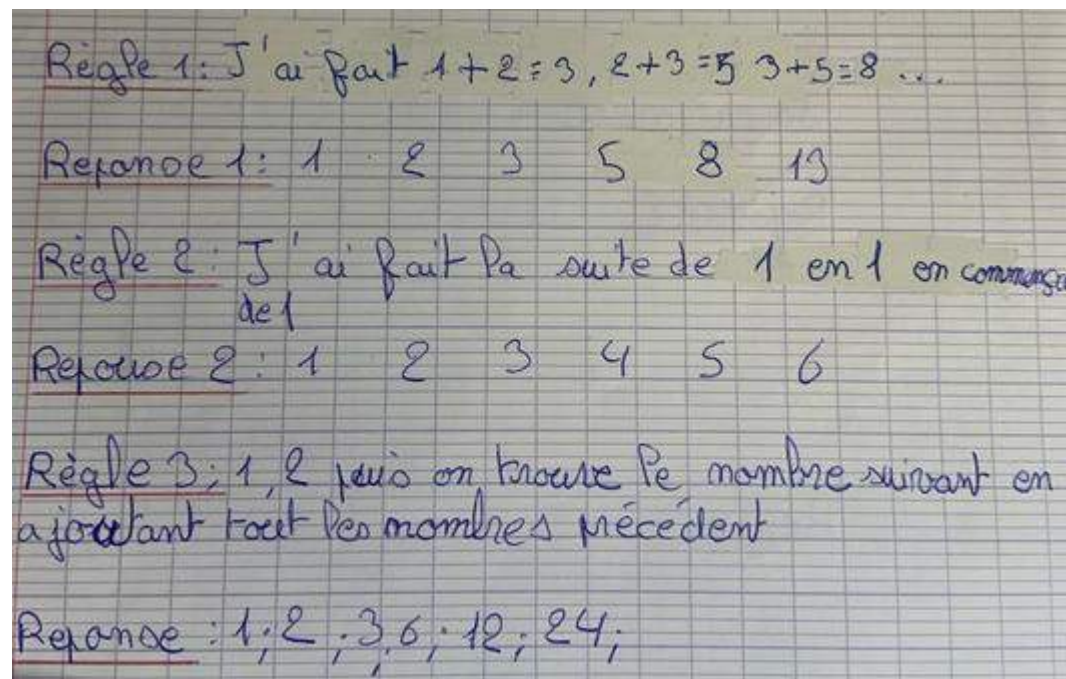 Règle 1: J'ai fait 1+2=3, 2+3=5 3+5=8 ...
Reponse 1: 1 2 3 5 8 13
Règle 2: J'ai fait la suite de 1 en 1 en commença
de 1
Reponse 2: 1 2 3 4 5 6
Règle 3: 1, 2 puis on trouve le nombre suivant en
ajoutant tout les nombres précédent
Reponse : 1; 2 ; 3; 6; 12; 24;